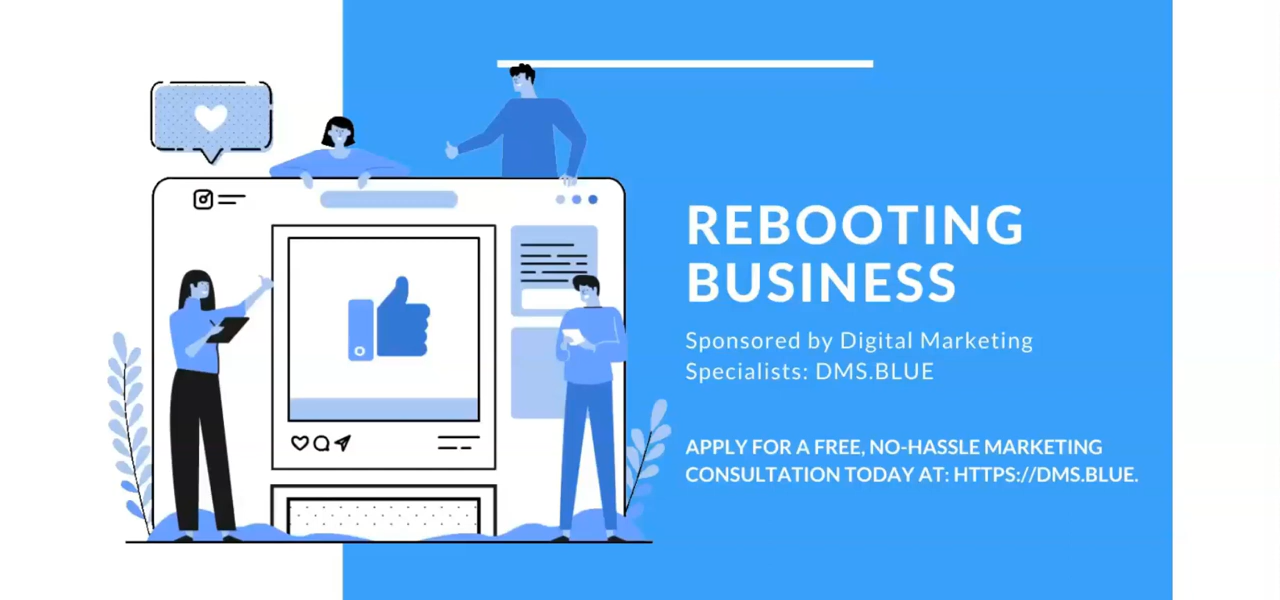 REBOOTING
BUSINESS
Sponsored by Digital Marketing
Specialists: DMS.BLUE
APPLY FOR A FREE, NO-HASSLE MARKETING
CONSULTATION TODAY AT: HTTPS://DMS.BLUE.